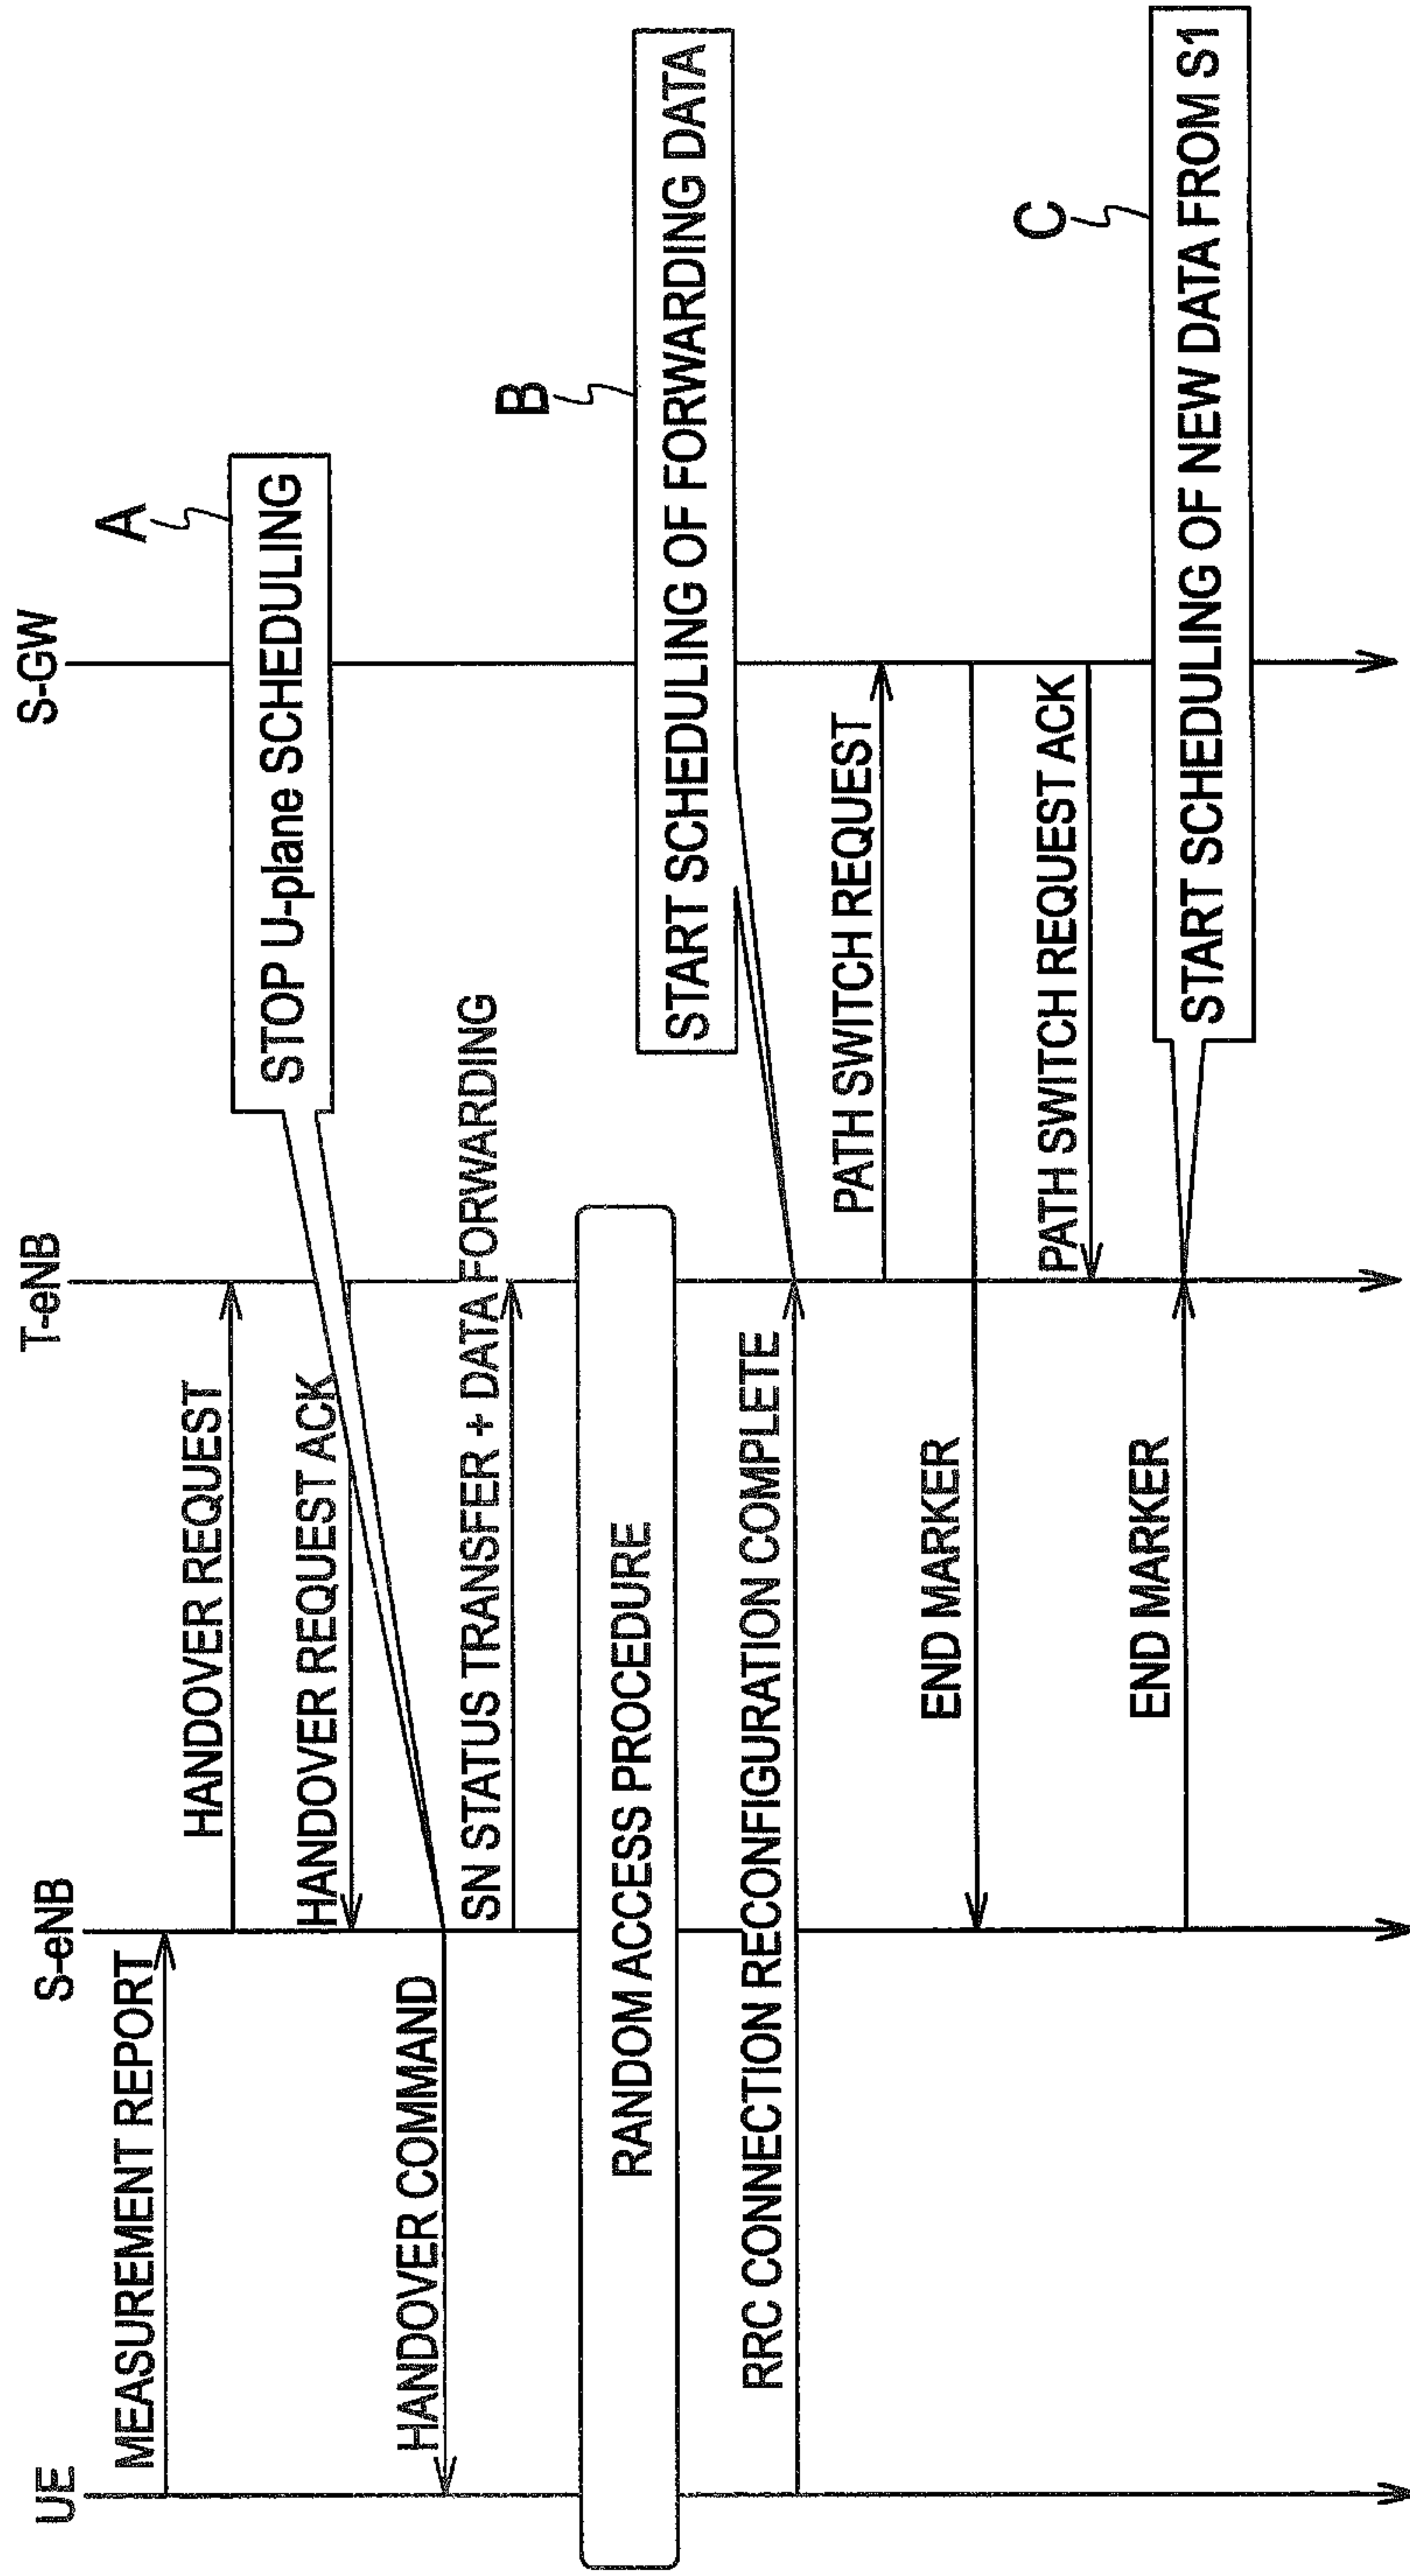 UE
S-eNB
T-eNB
S-GW
MEASUREMENT REPORT
HANDOVER REQUEST
A
STOP U-plane SCHEDULING
HANDOVER REQUEST ACK
HANDOVER COMMAND
SN STATUS TRANSFER + DATA FORWARDING
RANDOM ACCESS PROCEDURE
B
START SCHEDULING OF FORWARDING DATA
RRC CONNECTION RECONFIGURATION COMPLETE
PATH SWITCH REQUEST
END MARKER
PATH SWITCH REQUEST ACK
C
END MARKER
START SCHEDULING OF NEW DATA FROM S1